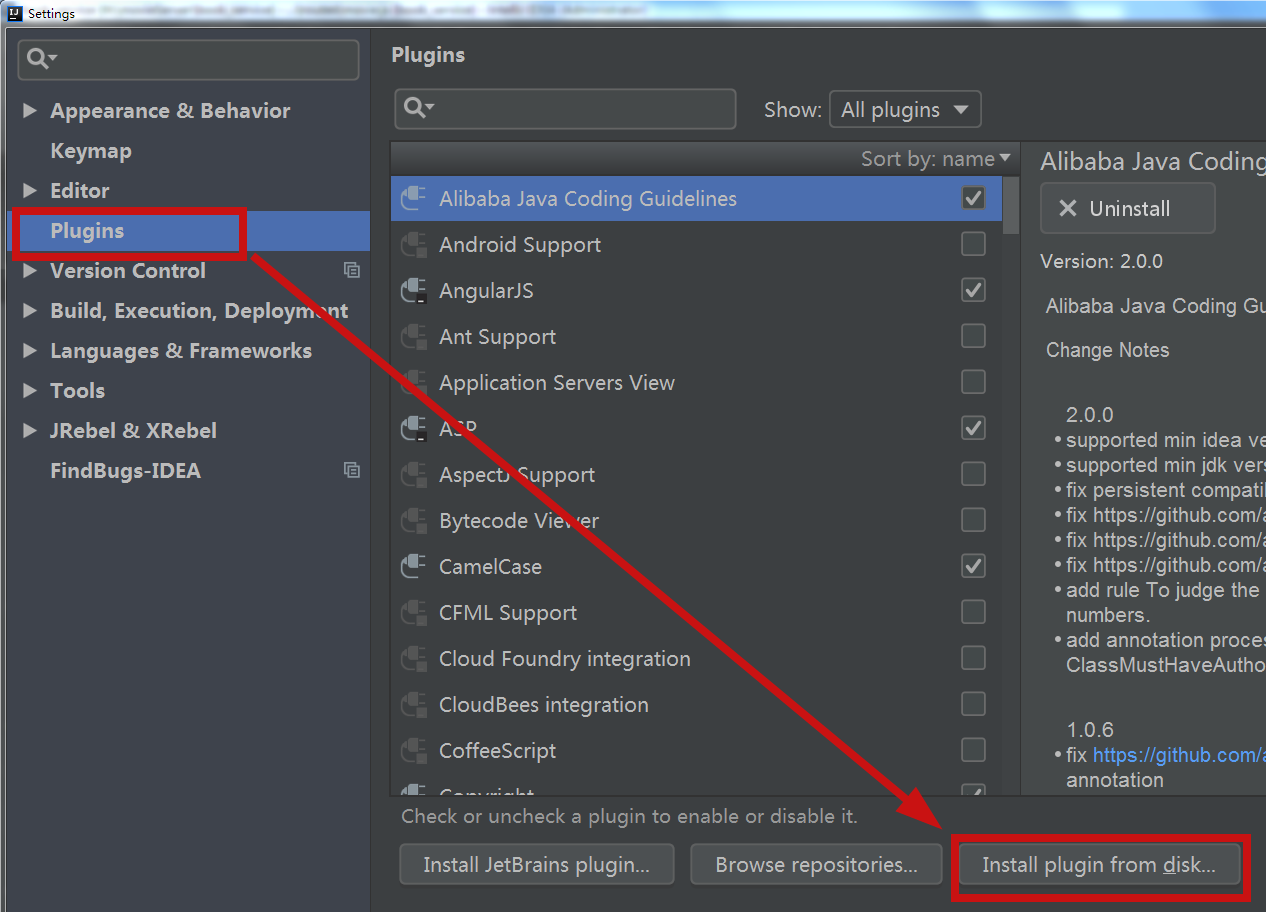 Settings
Appearance & Behavior
Keymap
Editor
Plugins
Version Control
Build, Execution, Deployment
Languages & Frameworks
Tools
JRebel & XRebel
FindBugs-IDEA
Plugins
Show: All plugins
Sort by: name
Alibaba Java Coding Guidelines
Android Support
AngularJS
Ant Support
Application Servers View
ASP
AspectJ Support
Bytecode Viewer
CamelCase
CFML Support
Cloud Foundry integration
CloudBees integration
CoffeeScript
Copyright
Check or uncheck a plugin to enable or disable it.
Install JetBrains plugin...
Browse repositories...
Install plugin from disk...
Alibaba Java Coding
Uninstall
Version: 2.0.0
Alibaba Java Coding Gu
Change Notes
2.0.0
• supported min idea ve
• supported min jdk vers
• fix persistent compatil
• fix https://github.com/a
• fix https://github.com/a
• fix https://github.com/a
• add rule To judge the
numbers.
• add annotation proces
ClassMustHaveAutho
1.0.6
• fix https://github.com/a
annotation